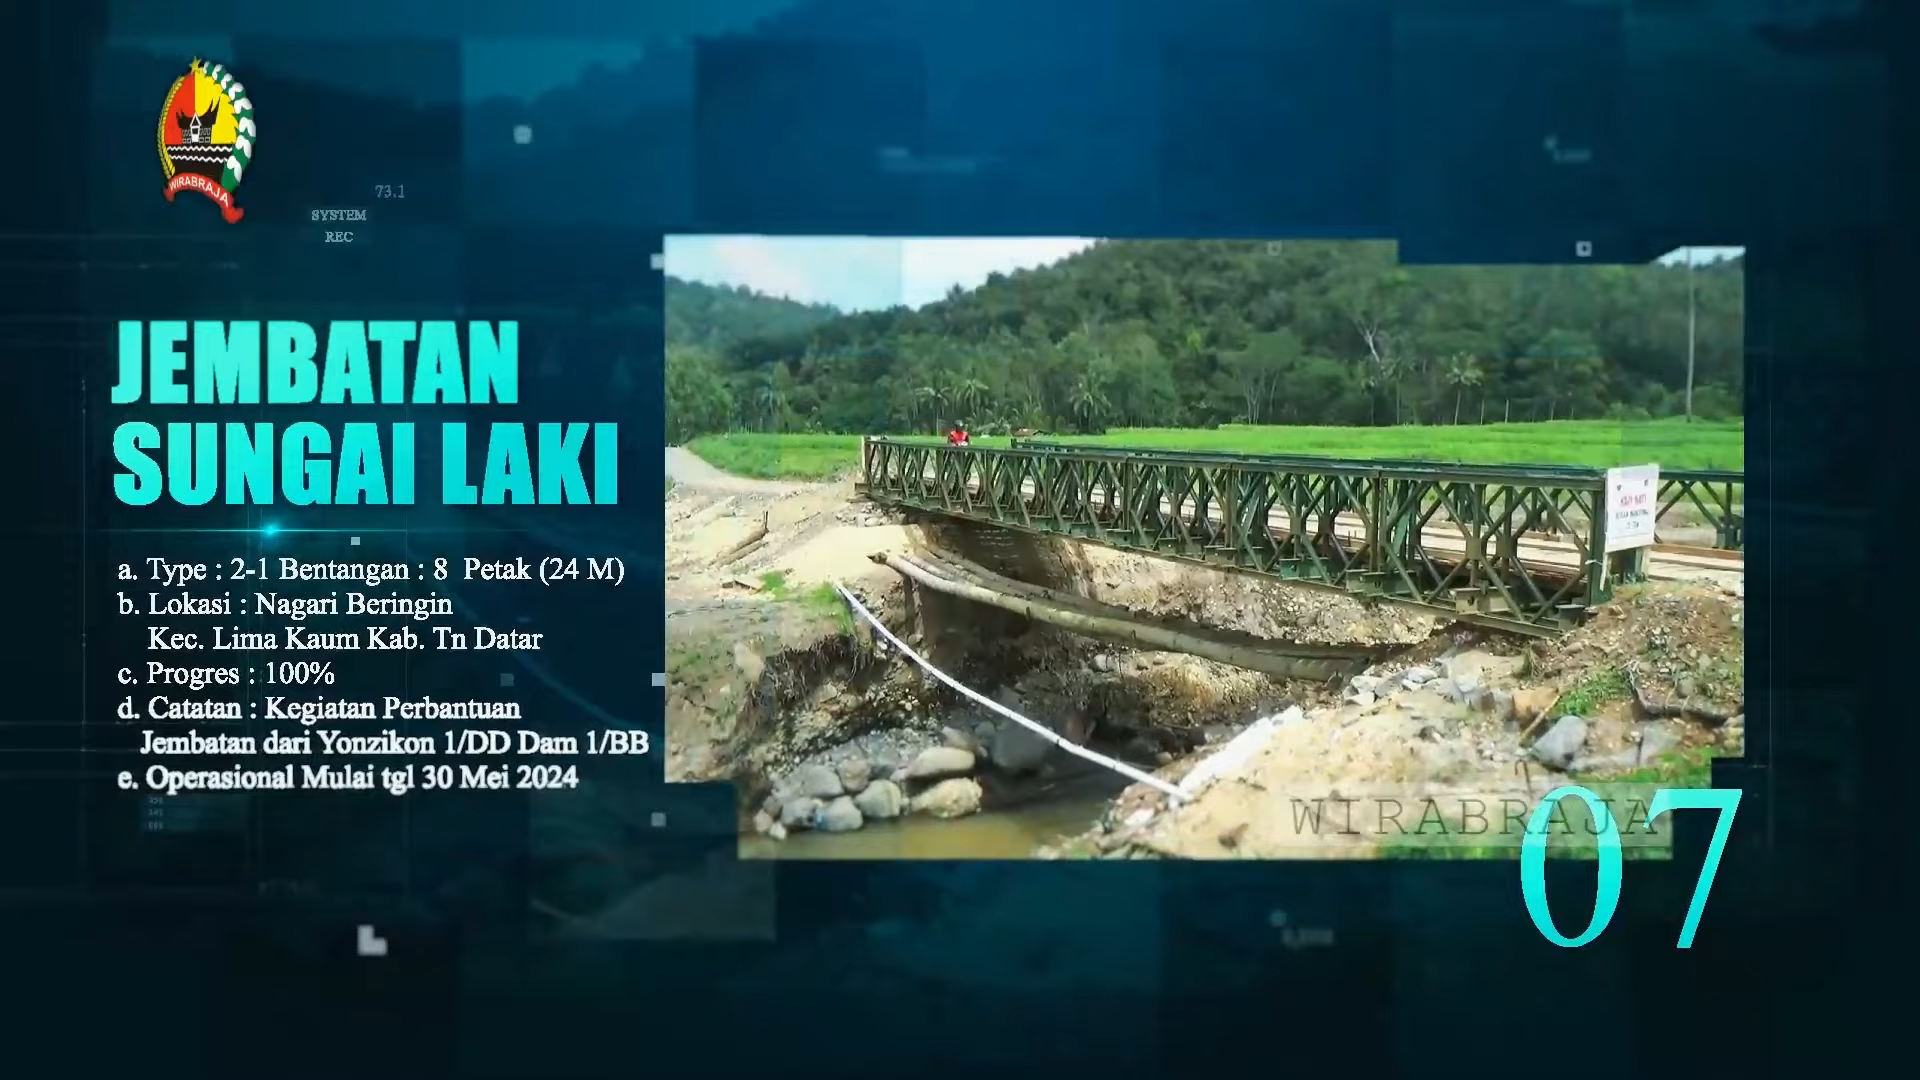 WIRABRAJA
73.1
SYSTEM
REC
JEMBATAN
SUNGAI LAKI
a. Type : 2-1 Bentangan : 8 Petak (24 M)
b. Lokasi : Nagari Beringin
Kec. Lima Kaum Kab. Tn Datar
c. Progres : 100%
d. Catatan : Kegiatan Perbantuan
Jembatan dari Yonzikon 1/DD Dam 1/BB
e. Operasional Mulai tgl 30 Mei 2024
WIRABRAJA
07